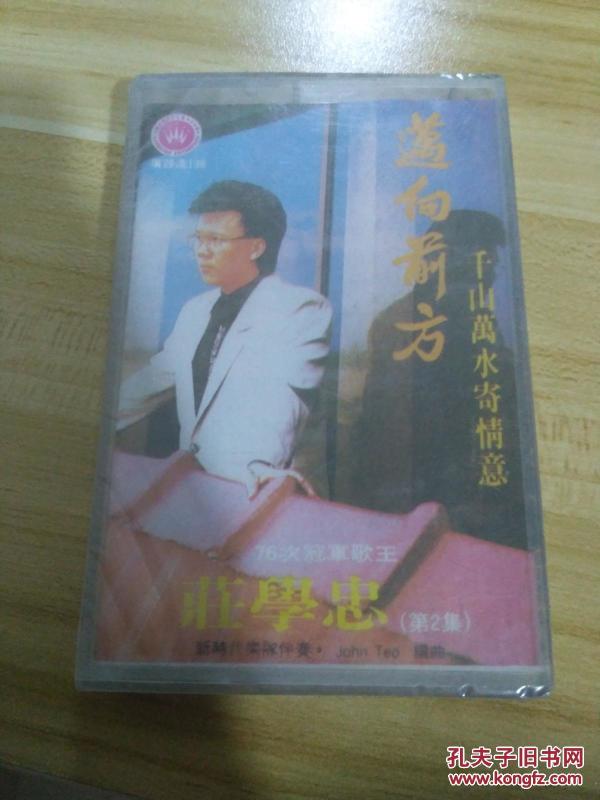 邁向前方
千山萬水寄情意
76次冠軍歌王
莊學忠(第2集)
新時代樂隊伴奏。John Teo 編曲
孔夫子旧书网
www.kongfz.com